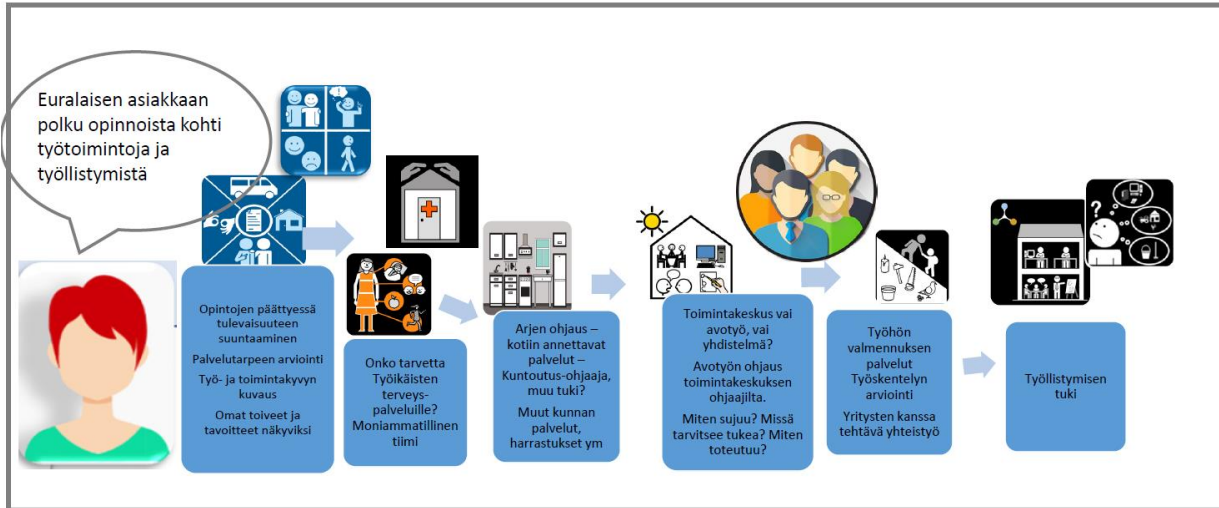 Euralaisen asiakkaan
polku opinnoista kohti
työtoimintoja ja
työllistymistä
Opintojen päättyessä
tulevaisuuteen
suuntaaminen
Palvelutarpeen arviointi
Työ- ja toimintakyvyn
kuvaus
Omat toiveet ja
tavoitteet näkyviksi
Onko tarvetta
Työikäisten
terveys-
palveluille?
Moniammatillinen
tiimi
Arjen ohjaus –
kotiin annettavat
palvelut –
Kuntoutus-ohjaaja,
muu tuki?
Muut kunnan
palvelut,
harrastukset ym
Toimintakeskus vai
avotyö, vai
yhdistelmä?
Avotyön ohjaus
toimintakeskuksen
ohjaajilta.
Miten sujuu? Missä
tarvitsee tukea? Miten
toteutuu?
Työhön
valmennuksen
palvelut
Työskentelyn
arviointi
Yritysten kanssa
tehtävä yhteistyö
Työllistymisen
tuki